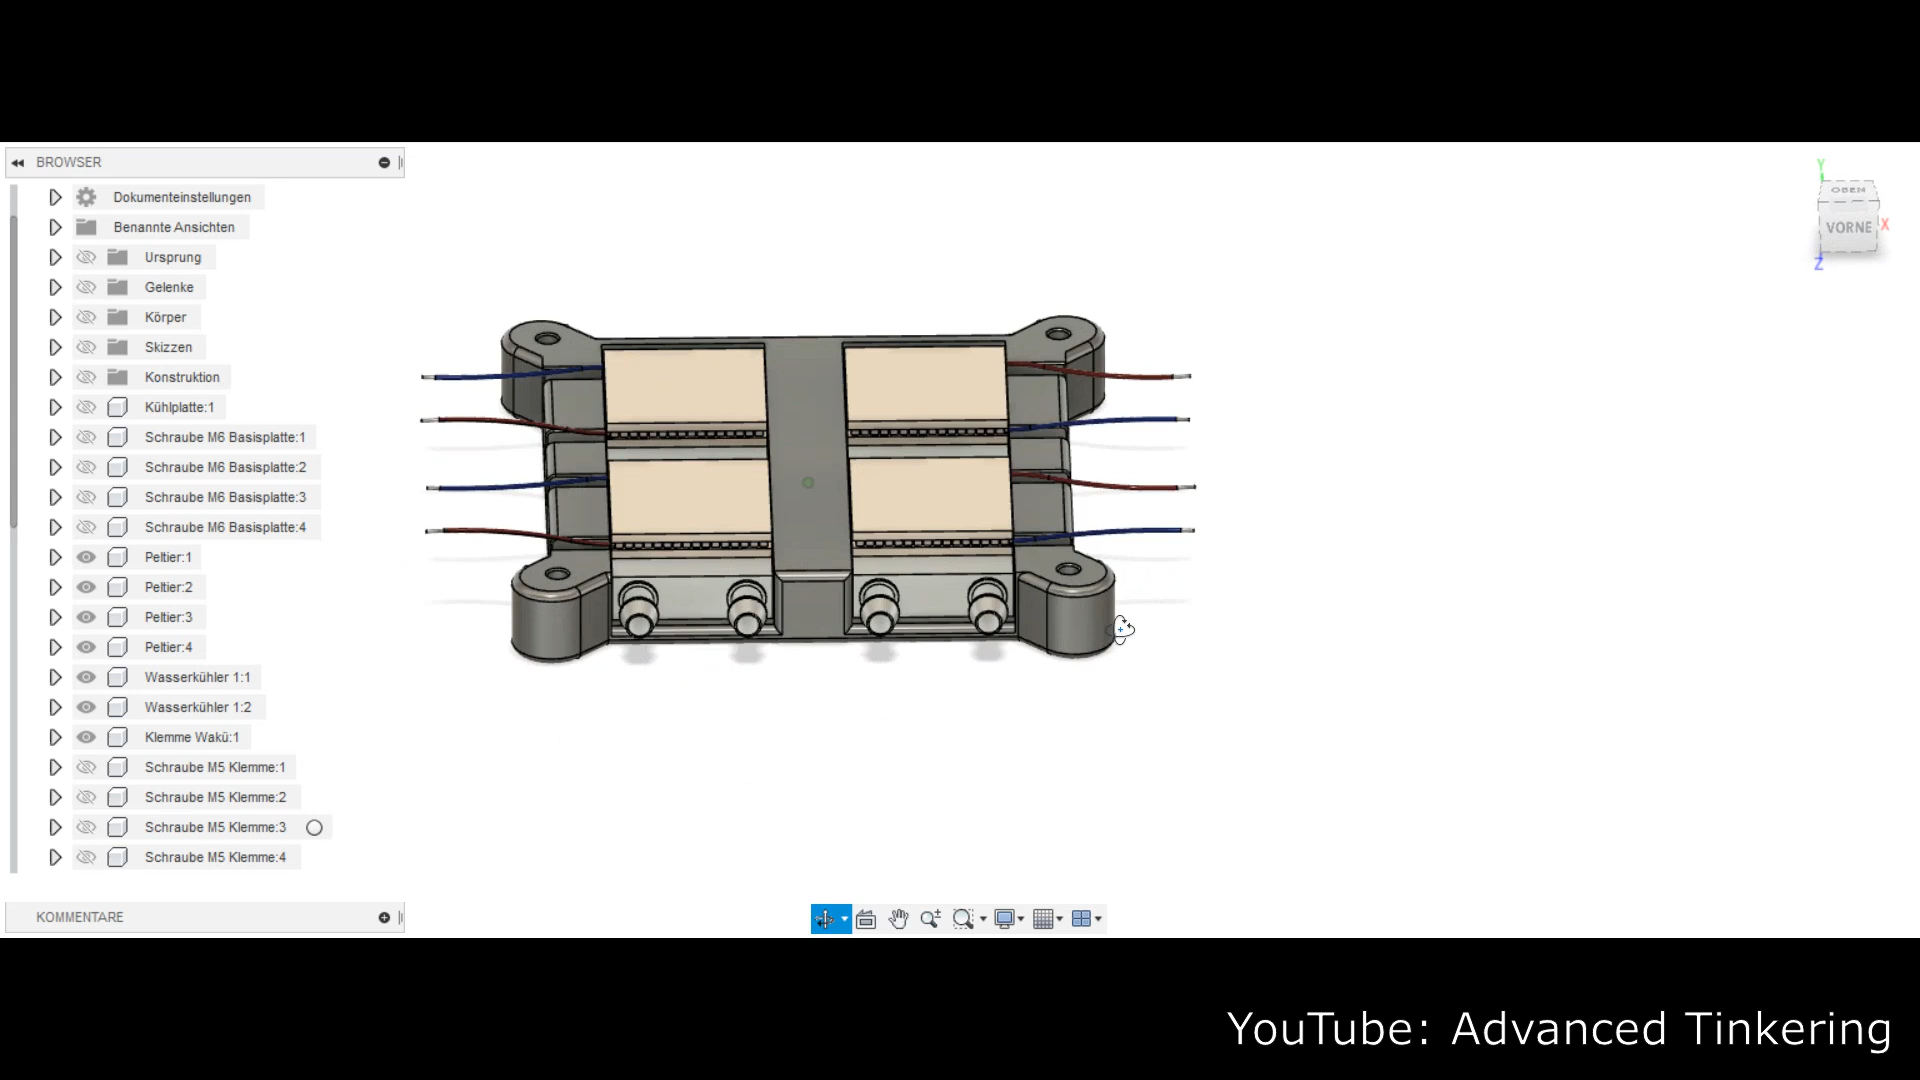 BROWSER
Dokumenteinstellungen
Benannte Ansichten
Ursprung
Gelenke
Körper
Skizzen
Konstruktion
Kühlplatte:1
Schraube M6 Basisplatte:1
Schraube M6 Basisplatte:2
Schraube M6 Basisplatte:3
Schraube M6 Basisplatte:4
Peltier:1
Peltier:2
Peltier:3
Peltier:4
Wasserkühler 1:1
Wasserkühler 1:2
Klemme Wakü:1
Schraube M5 Klemme:1
Schraube M5 Klemme:2
Schraube M5 Klemme:3
Schraube M5 Klemme:4
KOMMENTARE
Y
OBEN
VORNE
X
Z
YouTube: Advanced Tinkering